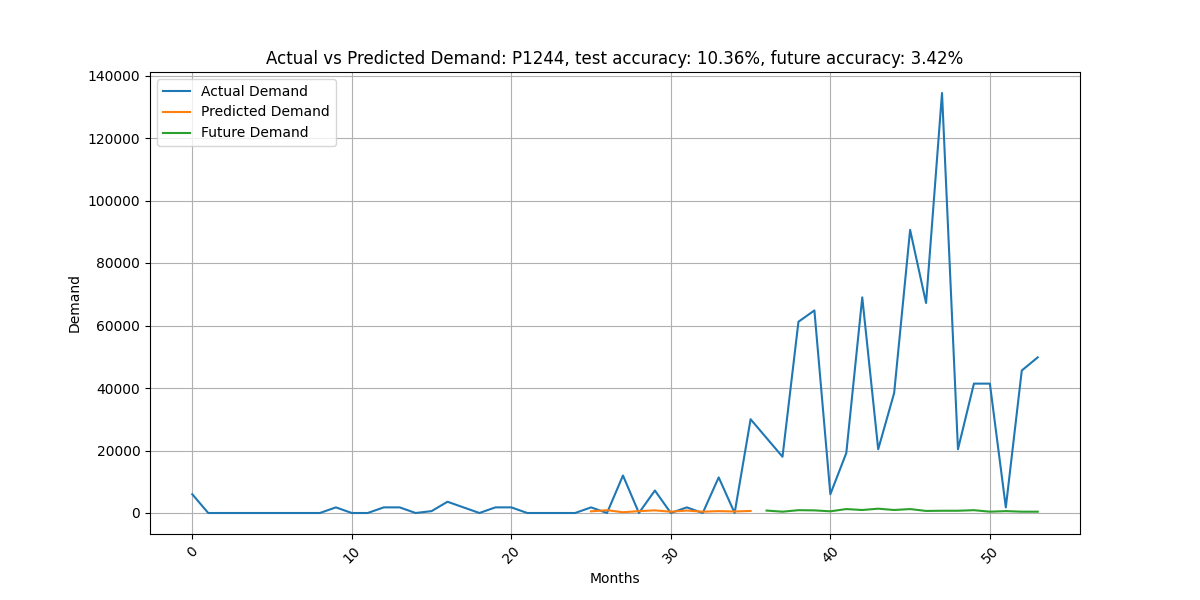 Actual vs Predicted Demand: P1244, test accuracy: 10.36%, future accuracy: 3.42%
140000
120000
100000
80000
60000
40000
20000
0
Demand
Actual Demand
Predicted Demand
Future Demand
0
10
20
30
40
50
Months